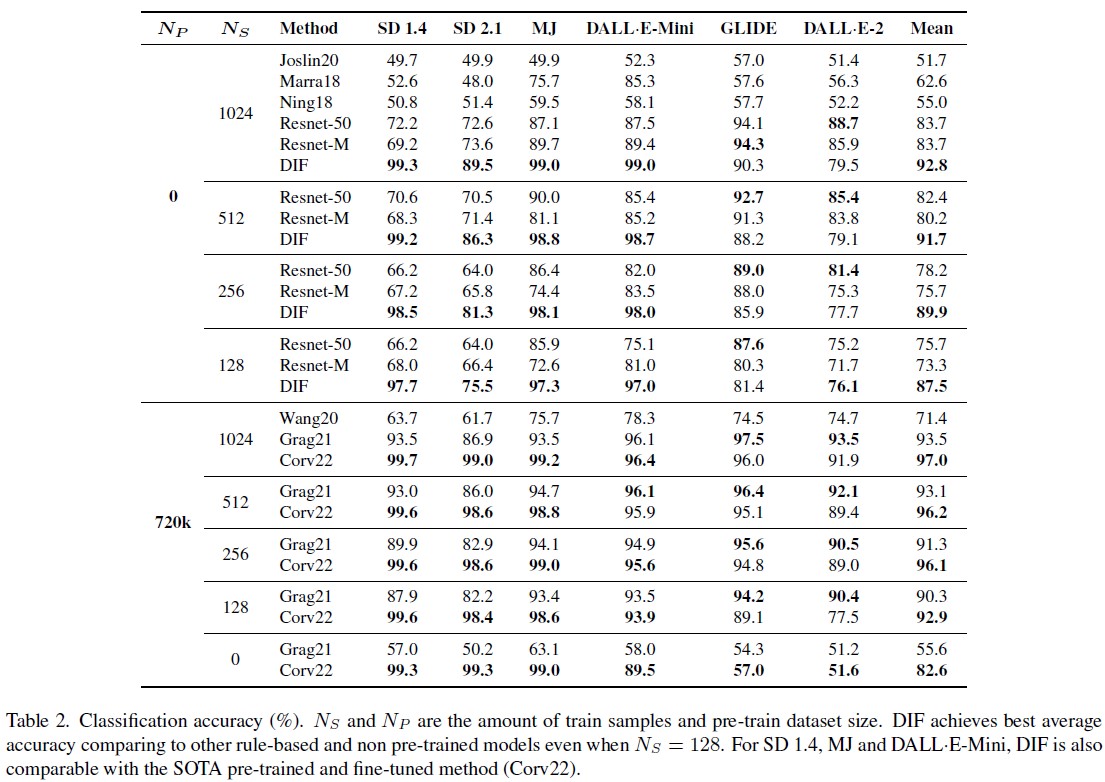 N_P N_S Method SD 1.4 SD 2.1 MJ DALL·E-Mini GLIDE DALL·E-2 Mean
0
1024
Joslin20 49.7 49.9 49.9 52.3 57.0 51.4 51.7
Marra18 52.6 48.0 75.7 85.3 57.6 56.3 62.6
Ning18 50.8 51.4 59.5 58.1 57.7 52.2 55.0
Resnet-50 72.2 72.6 87.1 87.5 94.1 88.7 83.7
Resnet-M 69.2 73.6 89.7 89.4 94.3 85.9 83.7
DIF 99.3 89.5 99.0 99.0 90.3 79.5 92.8
512
Resnet-50 70.6 70.5 90.0 85.4 92.7 85.4 82.4
Resnet-M 68.3 71.4 81.1 85.2 91.3 83.8 80.2
DIF 99.2 86.3 98.8 98.7 88.2 79.1 91.7
256
Resnet-50 66.2 64.0 86.4 82.0 89.0 81.4 78.2
Resnet-M 67.2 65.8 74.4 83.5 88.0 75.3 75.7
DIF 98.5 81.3 98.1 98.0 85.9 77.7 89.9
128
Resnet-50 66.2 64.0 85.9 75.1 87.6 75.2 75.7
Resnet-M 68.0 66.4 72.6 81.0 80.3 71.7 73.3
DIF 97.7 75.5 97.3 97.0 81.4 76.1 87.5
720k
1024
Wang20 63.7 61.7 75.7 78.3 74.5 74.7 71.4
Grag21 93.5 86.9 93.5 96.1 97.5 93.5 93.5
Corv22 99.7 99.0 99.2 96.4 96.0 91.9 97.0
512
Grag21 93.0 86.0 94.7 96.1 96.4 92.1 93.1
Corv22 99.6 98.6 98.8 95.9 95.1 89.4 96.2
256
Grag21 89.9 82.9 94.1 94.9 95.6 90.5 91.3
Corv22 99.6 98.6 99.0 95.6 94.8 89.0 96.1
128
Grag21 87.9 82.2 93.4 93.5 94.2 90.4 90.3
Corv22 99.6 98.4 98.6 93.9 89.1 77.5 92.9
0
Grag21 57.0 50.2 63.1 58.0 54.3 51.2 55.6
Corv22 99.3 99.3 99.0 89.5 57.0 51.6 82.6
Table 2. Classification accuracy (%). N_S and N_P are the amount of train samples and pre-train dataset size. DIF achieves best average
accuracy comparing to other rule-based and non pre-trained models even when N_S = 128. For SD 1.4, MJ and DALL·E-Mini, DIF is also
comparable with the SOTA pre-trained and fine-tuned method (Corv22).